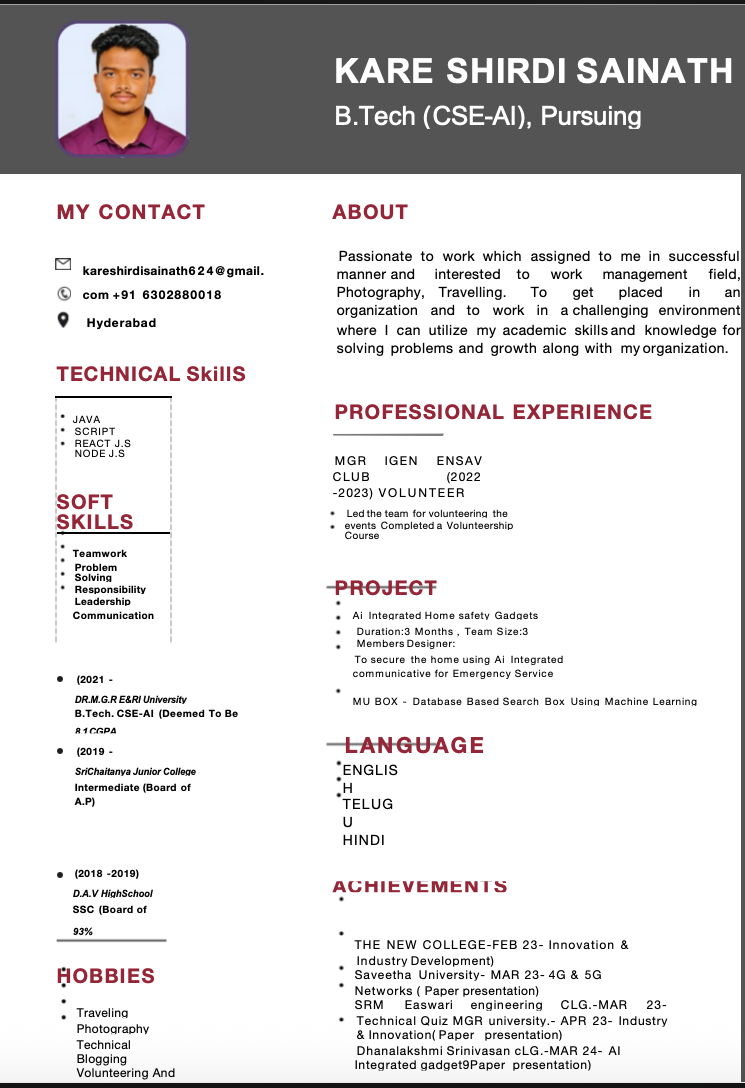 KARE SHIRDI SAINATH
B.Tech (CSE-AI), Pursuing
MY CONTACT
kareshirdisainath624@gmail.
com +91 6302880018
Hyderabad
TECHNICAL SkillS
JAVA
SCRIPT
REACT J.S
NODE J.S
SOFT
SKILLS
Teamwork
Problem
Solving
Responsibility
Leadership
Communication
(2021 -
DR.M.G.R E&RI University
B.Tech. CSE-AI (Deemed To Be
8.1 CGPA
(2019 -
SriChaitanya Junior College
Intermediate (Board of
A.P)
(2018 -2019)
D.A.V HighSchool
SSC (Board of
93%
HOBBIES
Traveling
Photography
Technical
Blogging
Volunteering And
ABOUT
Passionate to work which assigned to me in successful
manner and interested to work management field,
Photography, Travelling. To get placed in an
organization and to work in a challenging environment
where I can utilize my academic skills and knowledge for
solving problems and growth along with my organization.
PROFESSIONAL EXPERIENCE
MGR IGEN ENSAV
CLUB (2022
-2023) VOLUNTEER
Led the team for volunteering the
events Completed a Volunteership
Course
PROJECT
Ai Integrated Home safety Gadgets
Duration:3 Months , Team Size:3
Members Designer:
To secure the home using Ai Integrated
communicative for Emergency Service
MU BOX - Database Based Search Box Using Machine Learning
LANGUAGE
ENGLIS
H
TELUG
U
HINDI
ACHIEVEMENTS
THE NEW COLLEGE-FEB 23- Innovation &
Industry Development)
Saveetha University- MAR 23- 4G & 5G
Networks ( Paper presentation)
SRM Easwari engineering CLG.-MAR 23-
Technical Quiz MGR university.- APR 23- Industry
& Innovation( Paper presentation)
Dhanalakshmi Srinivasan cLG.-MAR 24- AI
Integrated gadget9Paper presentation)